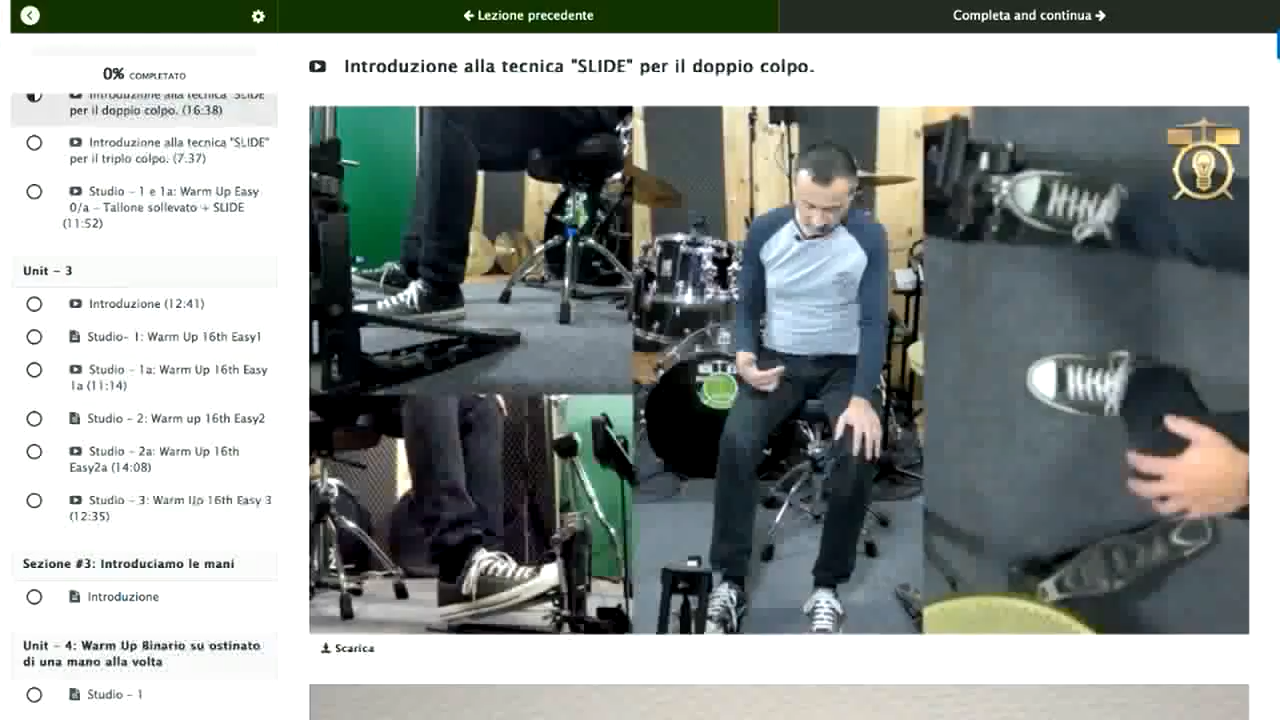 ← Lezione precedente
Completa and continua →
0% COMPLETATO
Introduzione alla tecnica "SLIDE"
per il doppio colpo. (16:38)
Introduzione alla tecnica "SLIDE"
per il triplo colpo. (7:37)
Studio - 1 e 1a: Warm Up Easy
0/a - Tallone sollevato + SLIDE
(11:52)
Unit - 3
Introduzione (12:41)
Studio- 1: Warm Up 16th Easy1
Studio - 1a: Warm Up 16th Easy
1a (11:14)
Studio - 2: Warm up 16th Easy2
Studio - 2a: Warm Up 16th
Easy2a (14:08)
Studio - 3: Warm Up 16th Easy 3
(12:35)
Sezione #3: Introduciamo le mani
Introduzione
Unit - 4: Warm Up Binario su ostinato
di una mano alla volta
Studio - 1
Introduzione alla tecnica "SLIDE" per il doppio colpo.
Scarica